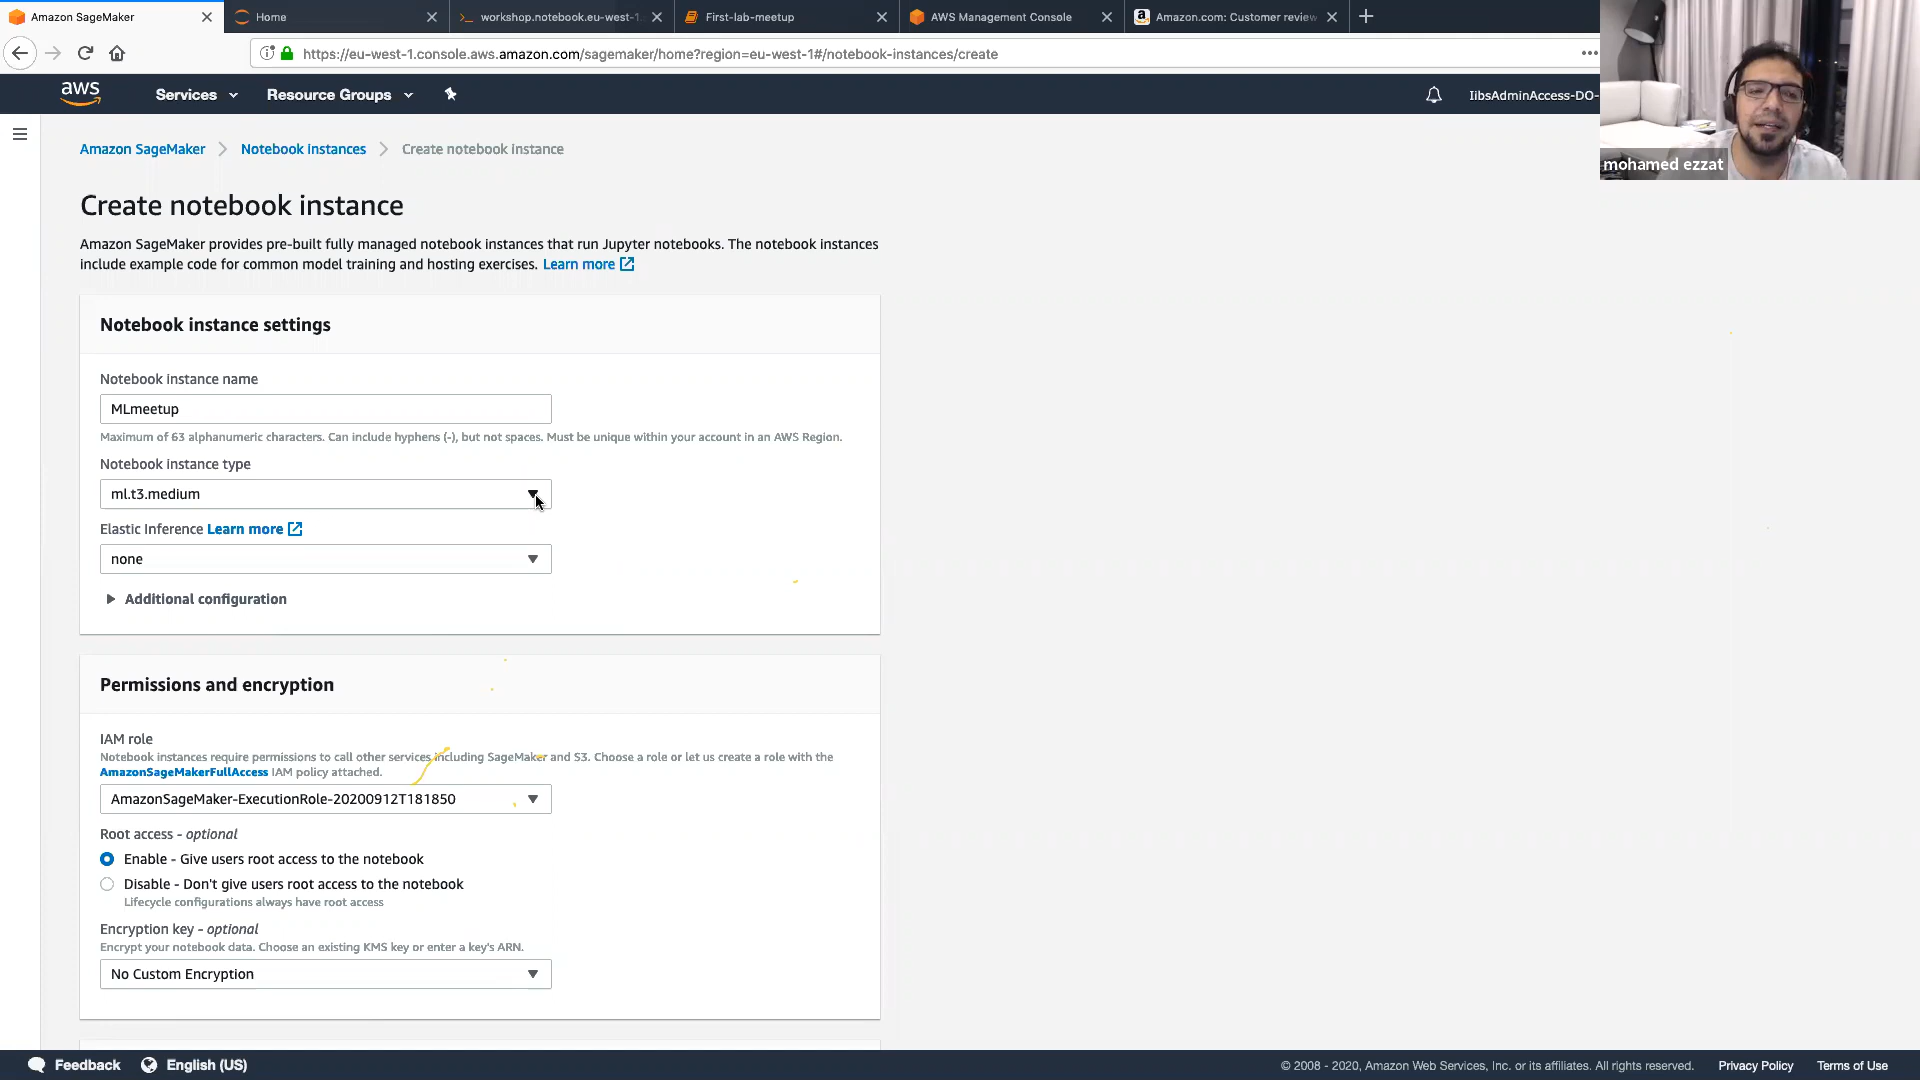 Amazon SageMaker
Home
workshop.notebook.eu-west-1
First-lab-meetup
AWS Management Console
Amazon.com: Customer review
https://eu-west-1.console.aws.amazon.com/sagemaker/home?region=eu-west-1#/notebook-instances/create
aws
Services
Resource Groups
IibsAdminAccess-DO-
mohamed ezzat
Amazon SageMaker
Notebook instances
Create notebook instance
Create notebook instance
Amazon SageMaker provides pre-built fully managed notebook instances that run Jupyter notebooks. The notebook instances
include example code for common model training and hosting exercises. Learn more
Notebook instance settings
Notebook instance name
MLmeetup
Maximum of 63 alphanumeric characters. Can include hyphens (-), but not spaces. Must be unique within your account in an AWS Region.
Notebook instance type
ml.t3.medium
Elastic Inference Learn more
none
Additional configuration
Permissions and encryption
IAM role
Notebook instances require permissions to call other services including SageMaker and S3. Choose a role or let us create a role with the
AmazonSageMakerFullAccess IAM policy attached.
AmazonSageMaker-ExecutionRole-20200912T181850
Root access - optional
Enable - Give users root access to the notebook
Disable - Don't give users root access to the notebook
Lifecycle configurations always have root access
Encryption key - optional
Encrypt your notebook data. Choose an existing KMS key or enter a key's ARN.
No Custom Encryption
Feedback
English (US)
© 2008 - 2020, Amazon Web Services, Inc. or its affiliates. All rights reserved.
Privacy Policy
Terms of Use